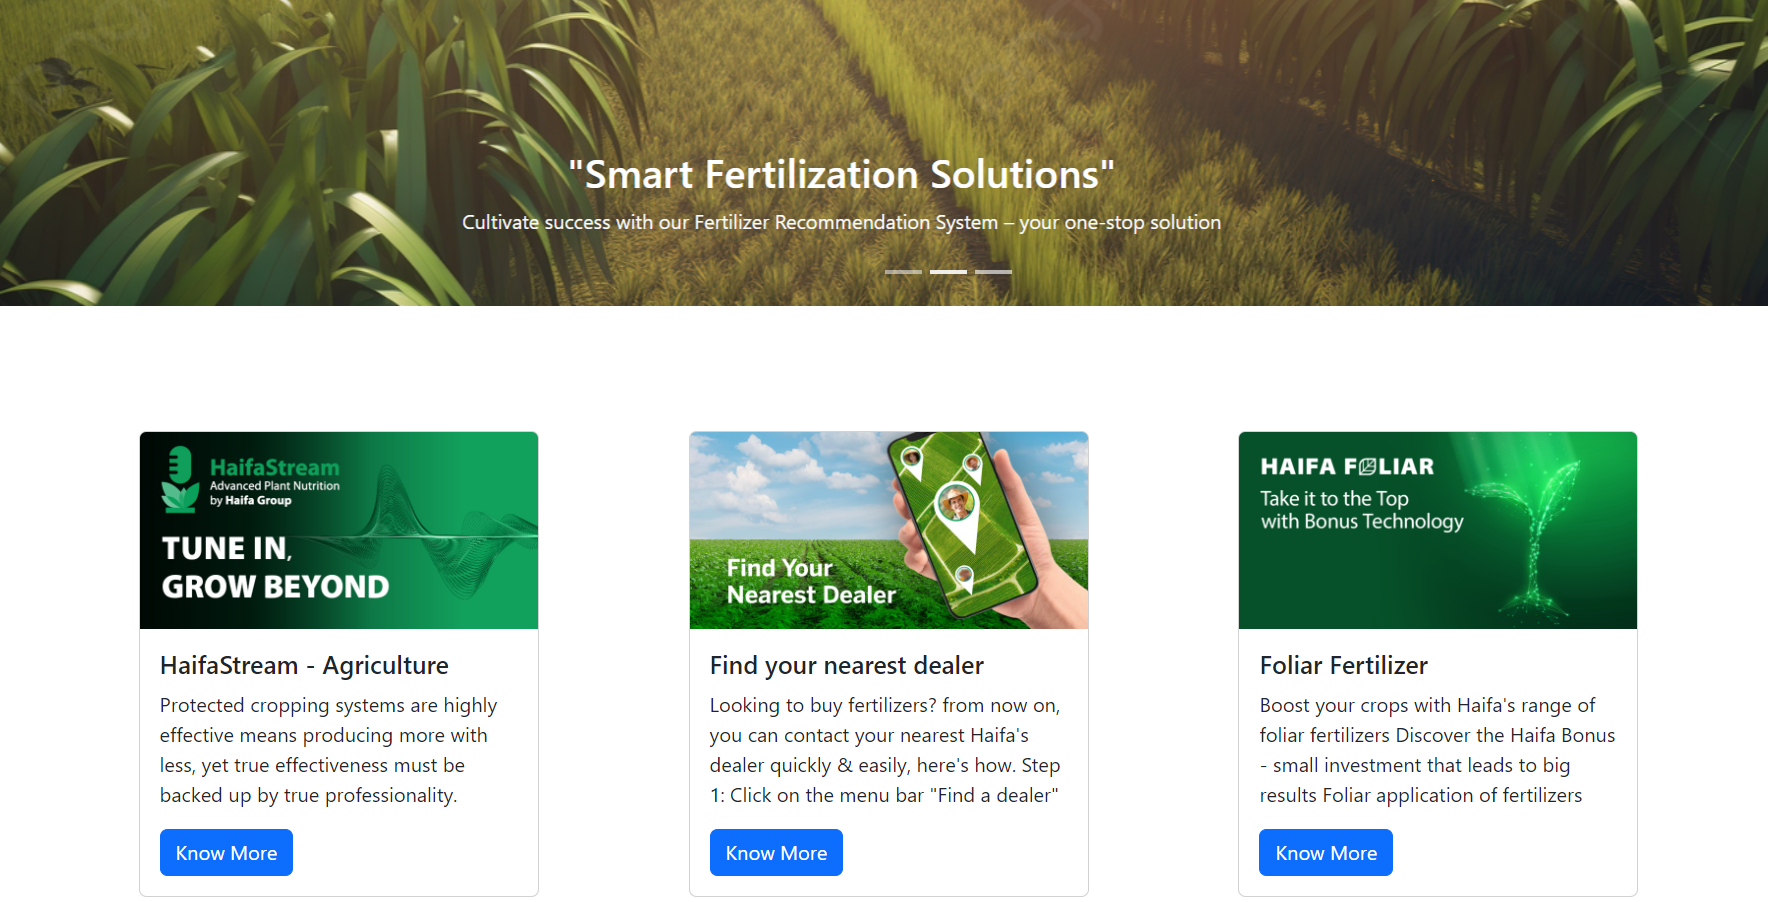 "Smart Fertilization Solutions"
Cultivate success with our Fertilizer Recommendation System – your one-stop solution
HaifaStream
Advanced Plant Nutrition
by Haifa Group
TUNE IN,
GROW BEYOND
HaifaStream - Agriculture
Protected cropping systems are highly
effective means producing more with
less, yet true effectiveness must be
backed up by true professionality.
Know More
Find Your
Nearest Dealer
Find your nearest dealer
Looking to buy fertilizers? from now on,
you can contact your nearest Haifa's
dealer quickly & easily, here's how. Step
1: Click on the menu bar "Find a dealer"
Know More
HAIFA FOLIAR
Take it to the Top
with Bonus Technology
Foliar Fertilizer
Boost your crops with Haifa's range of
foliar fertilizers Discover the Haifa Bonus
- small investment that leads to big
results Foliar application of fertilizers
Know More